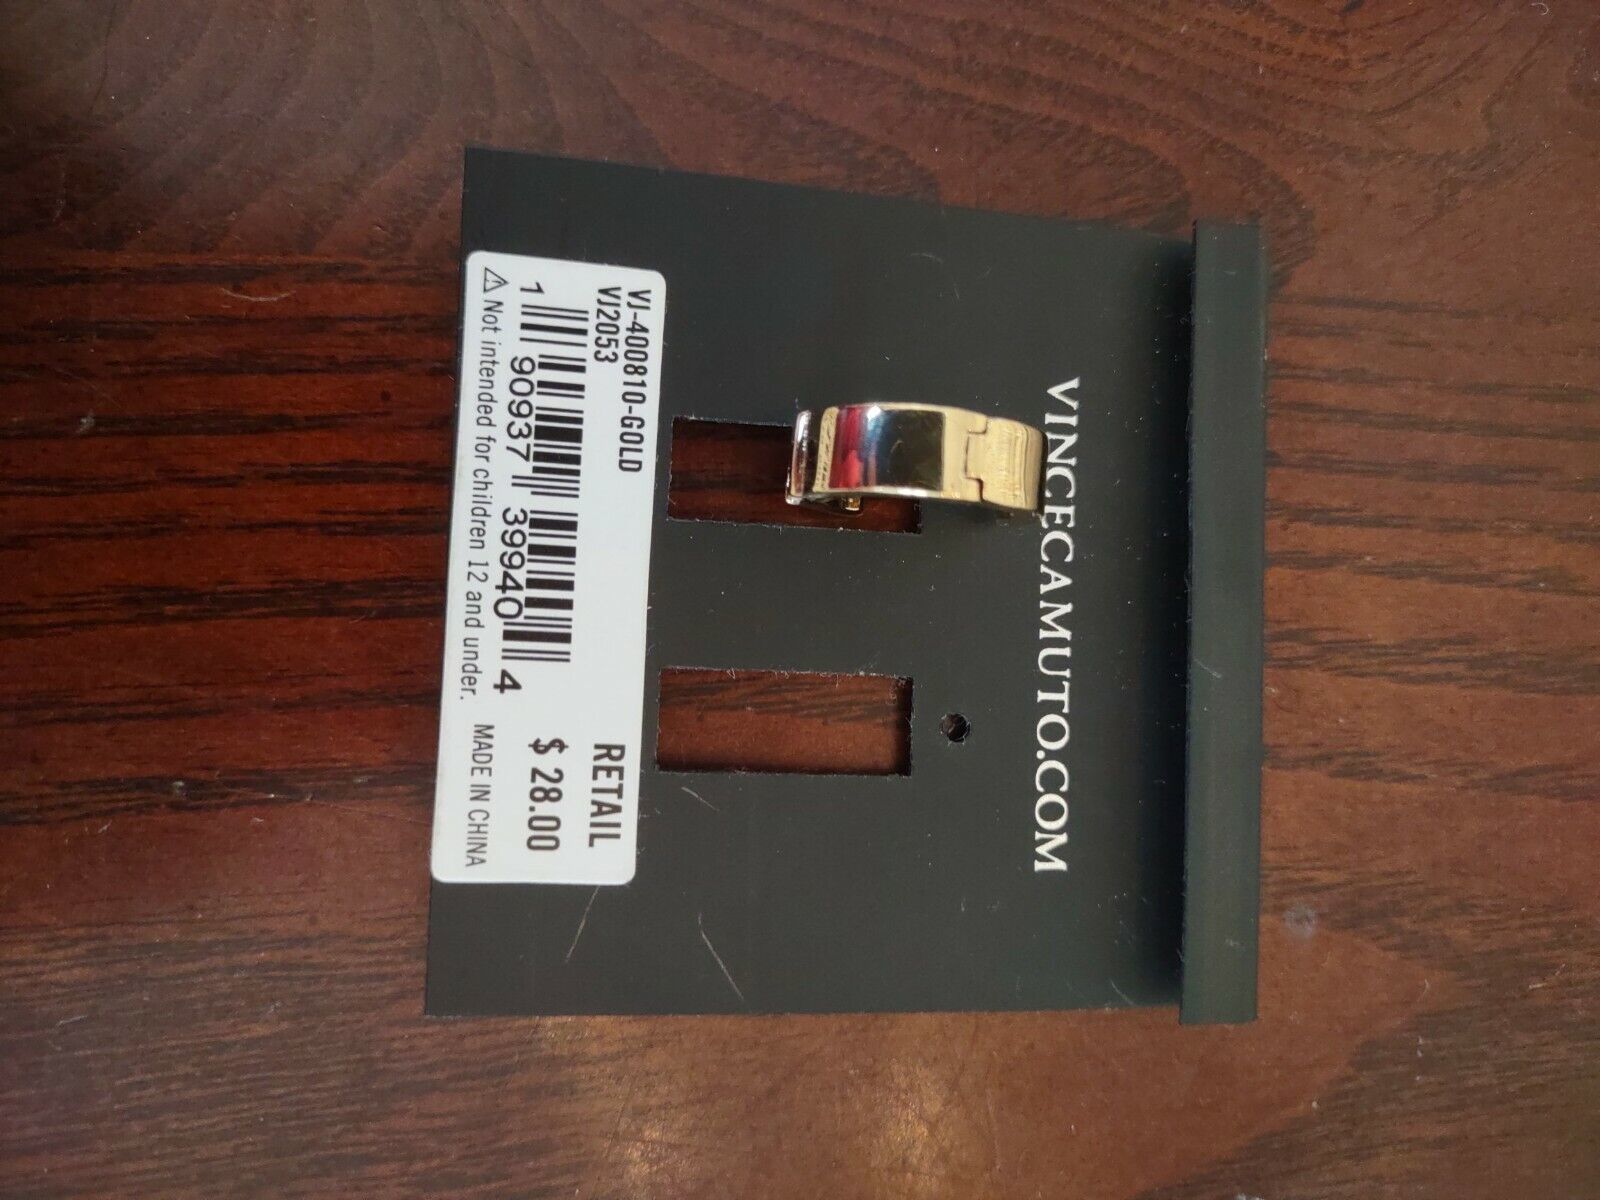 VINCECAMUTO.COM
VJ-400810-GOLD
VJ2053
RETAIL
$ 28.00
1 90937 39940 4
⚠ Not intended for children 12 and under. MADE IN CHINA